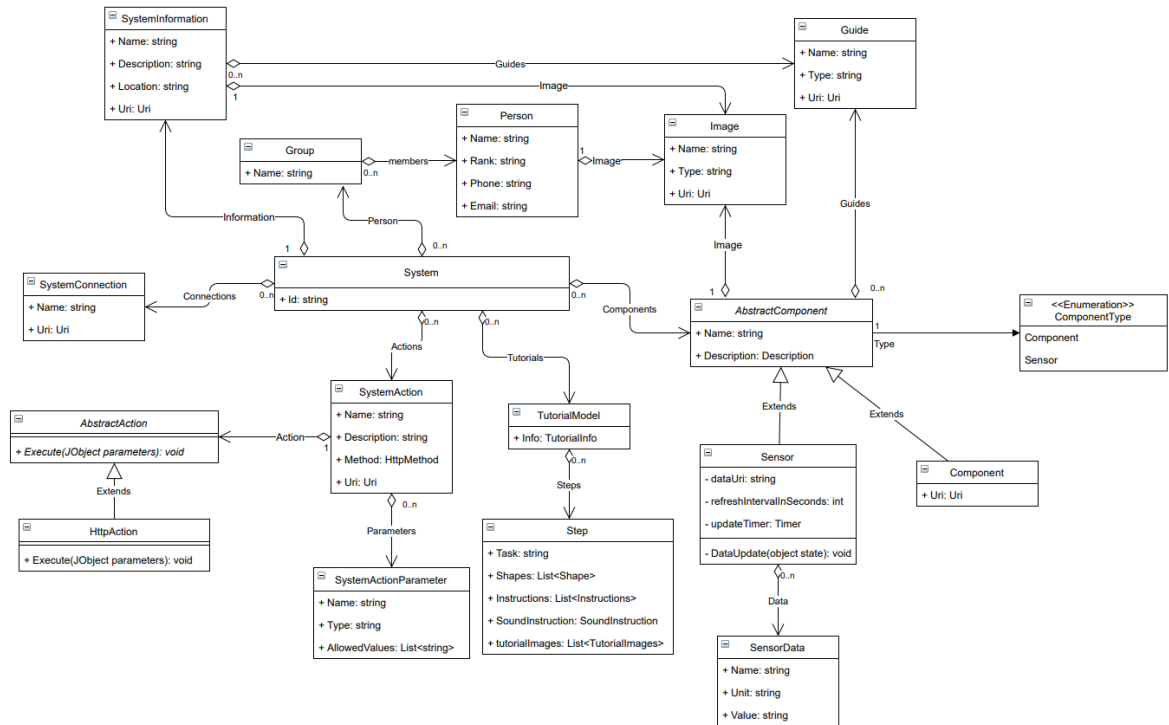 SystemInformation
+ Name: string
+ Description: string
+ Location: string
+ Uri: Uri
0..n
Guides
1
Image
Guide
+ Name: string
+ Type: string
+ Uri: Uri
Person
+ Name: string
+ Rank: string
+ Phone: string
+ Email: string
1
Image
Image
+ Name: string
+ Type: string
+ Uri: Uri
Group
+ Name: string
members
0..n
Information
1
Person
0..n
Image
1
Guides
0..n
System
+ Id: string
SystemConnection
+ Name: string
+ Uri: Uri
Connections
0..n
0..n
Components
0..n
Actions
0..n
Tutorials
AbstractComponent
+ Name: string
+ Description: Description
1
Type
<<Enumeration>>
ComponentType
Component
Sensor
SystemAction
+ Name: string
+ Description: string
+ Method: HttpMethod
+ Uri: Uri
AbstractAction
+ Execute(JObject parameters): void
Action
1
Extends
HttpAction
+ Execute(JObject parameters): void
0..n
Parameters
SystemActionParameter
+ Name: string
+ Type: string
+ AllowedValues: List<string>
TutorialModel
+ Info: TutorialInfo
0..n
Steps
Step
+ Task: string
+ Shapes: List<Shape>
+ Instructions: List<Instructions>
+ SoundInstruction: SoundInstruction
+ tutorialImages: List<TutorialImages>
Extends
Extends
Sensor
- dataUri: string
- refreshIntervalInSeconds: int
- updateTimer: Timer
- DataUpdate(object state): void
Component
+ Uri: Uri
0..n
Data
SensorData
+ Name: string
+ Unit: string
+ Value: string